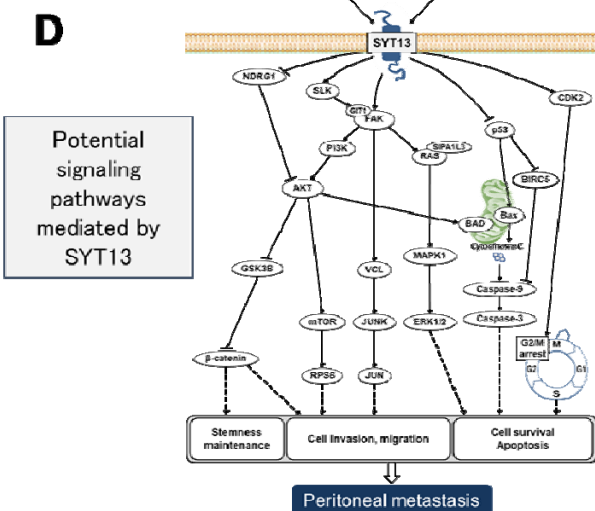 D
SYT13
NDRG1
SLK
CDK2
GIT1
FAK
p53
PI3K
RAS
SIPA1L3
BIRC5
AKT
BAD
Bax
Cytochrome C
GSK3B
VCL
MAPK1
Caspase-9
mTOR
JUNK
ERK1/2
Caspase-3
G2/M
arrest
M
G2
G1
S
β-catenin
RPS6
JUN
Potential
signaling
pathways
mediated by
SYT13
Stemness
maintenance
Cell invasion, migration
Cell survival
Apoptosis
Peritoneal metastasis